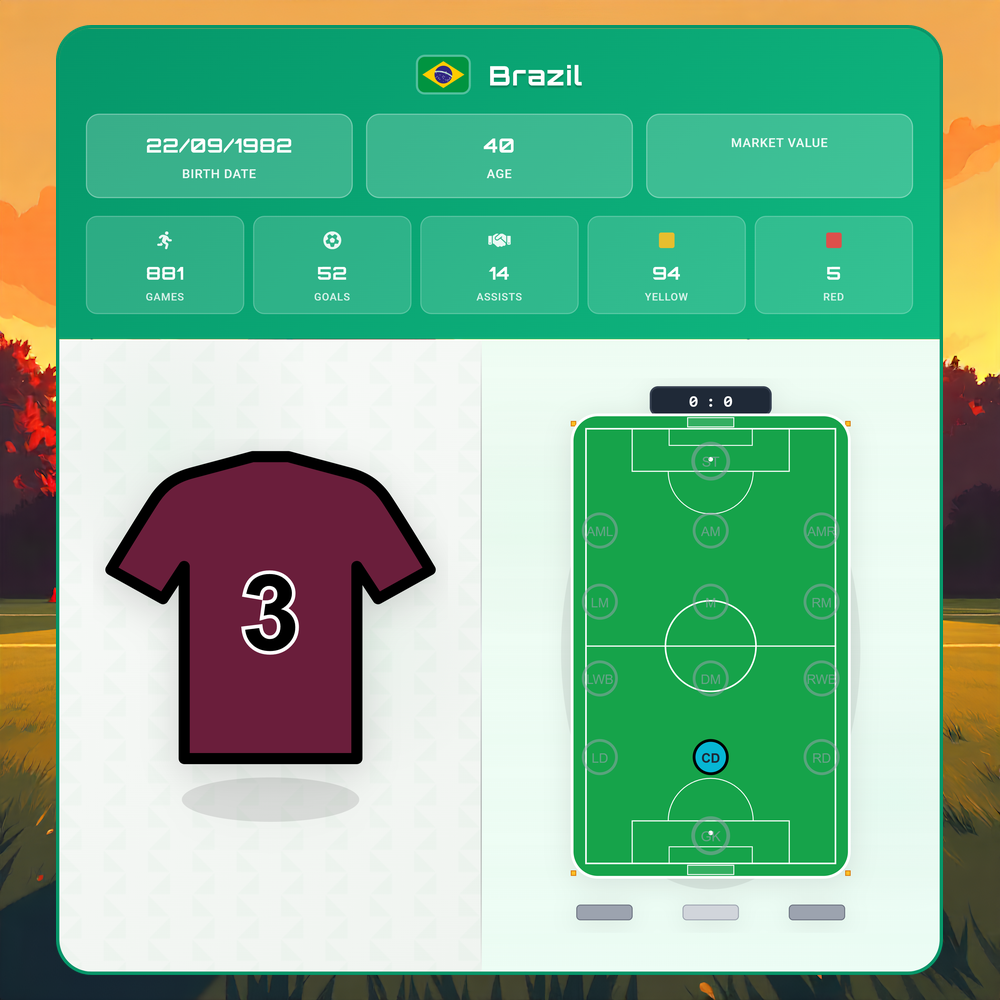 Brazil
22/09/1982
BIRTH DATE
40
AGE
MARKET VALUE
881
GAMES
52
GOALS
14
ASSISTS
94
YELLOW
5
RED
3
0 : 0
ST
AML
AM
AMR
LM
M
RM
LWB
DM
RWB
LD
CD
RD
GK